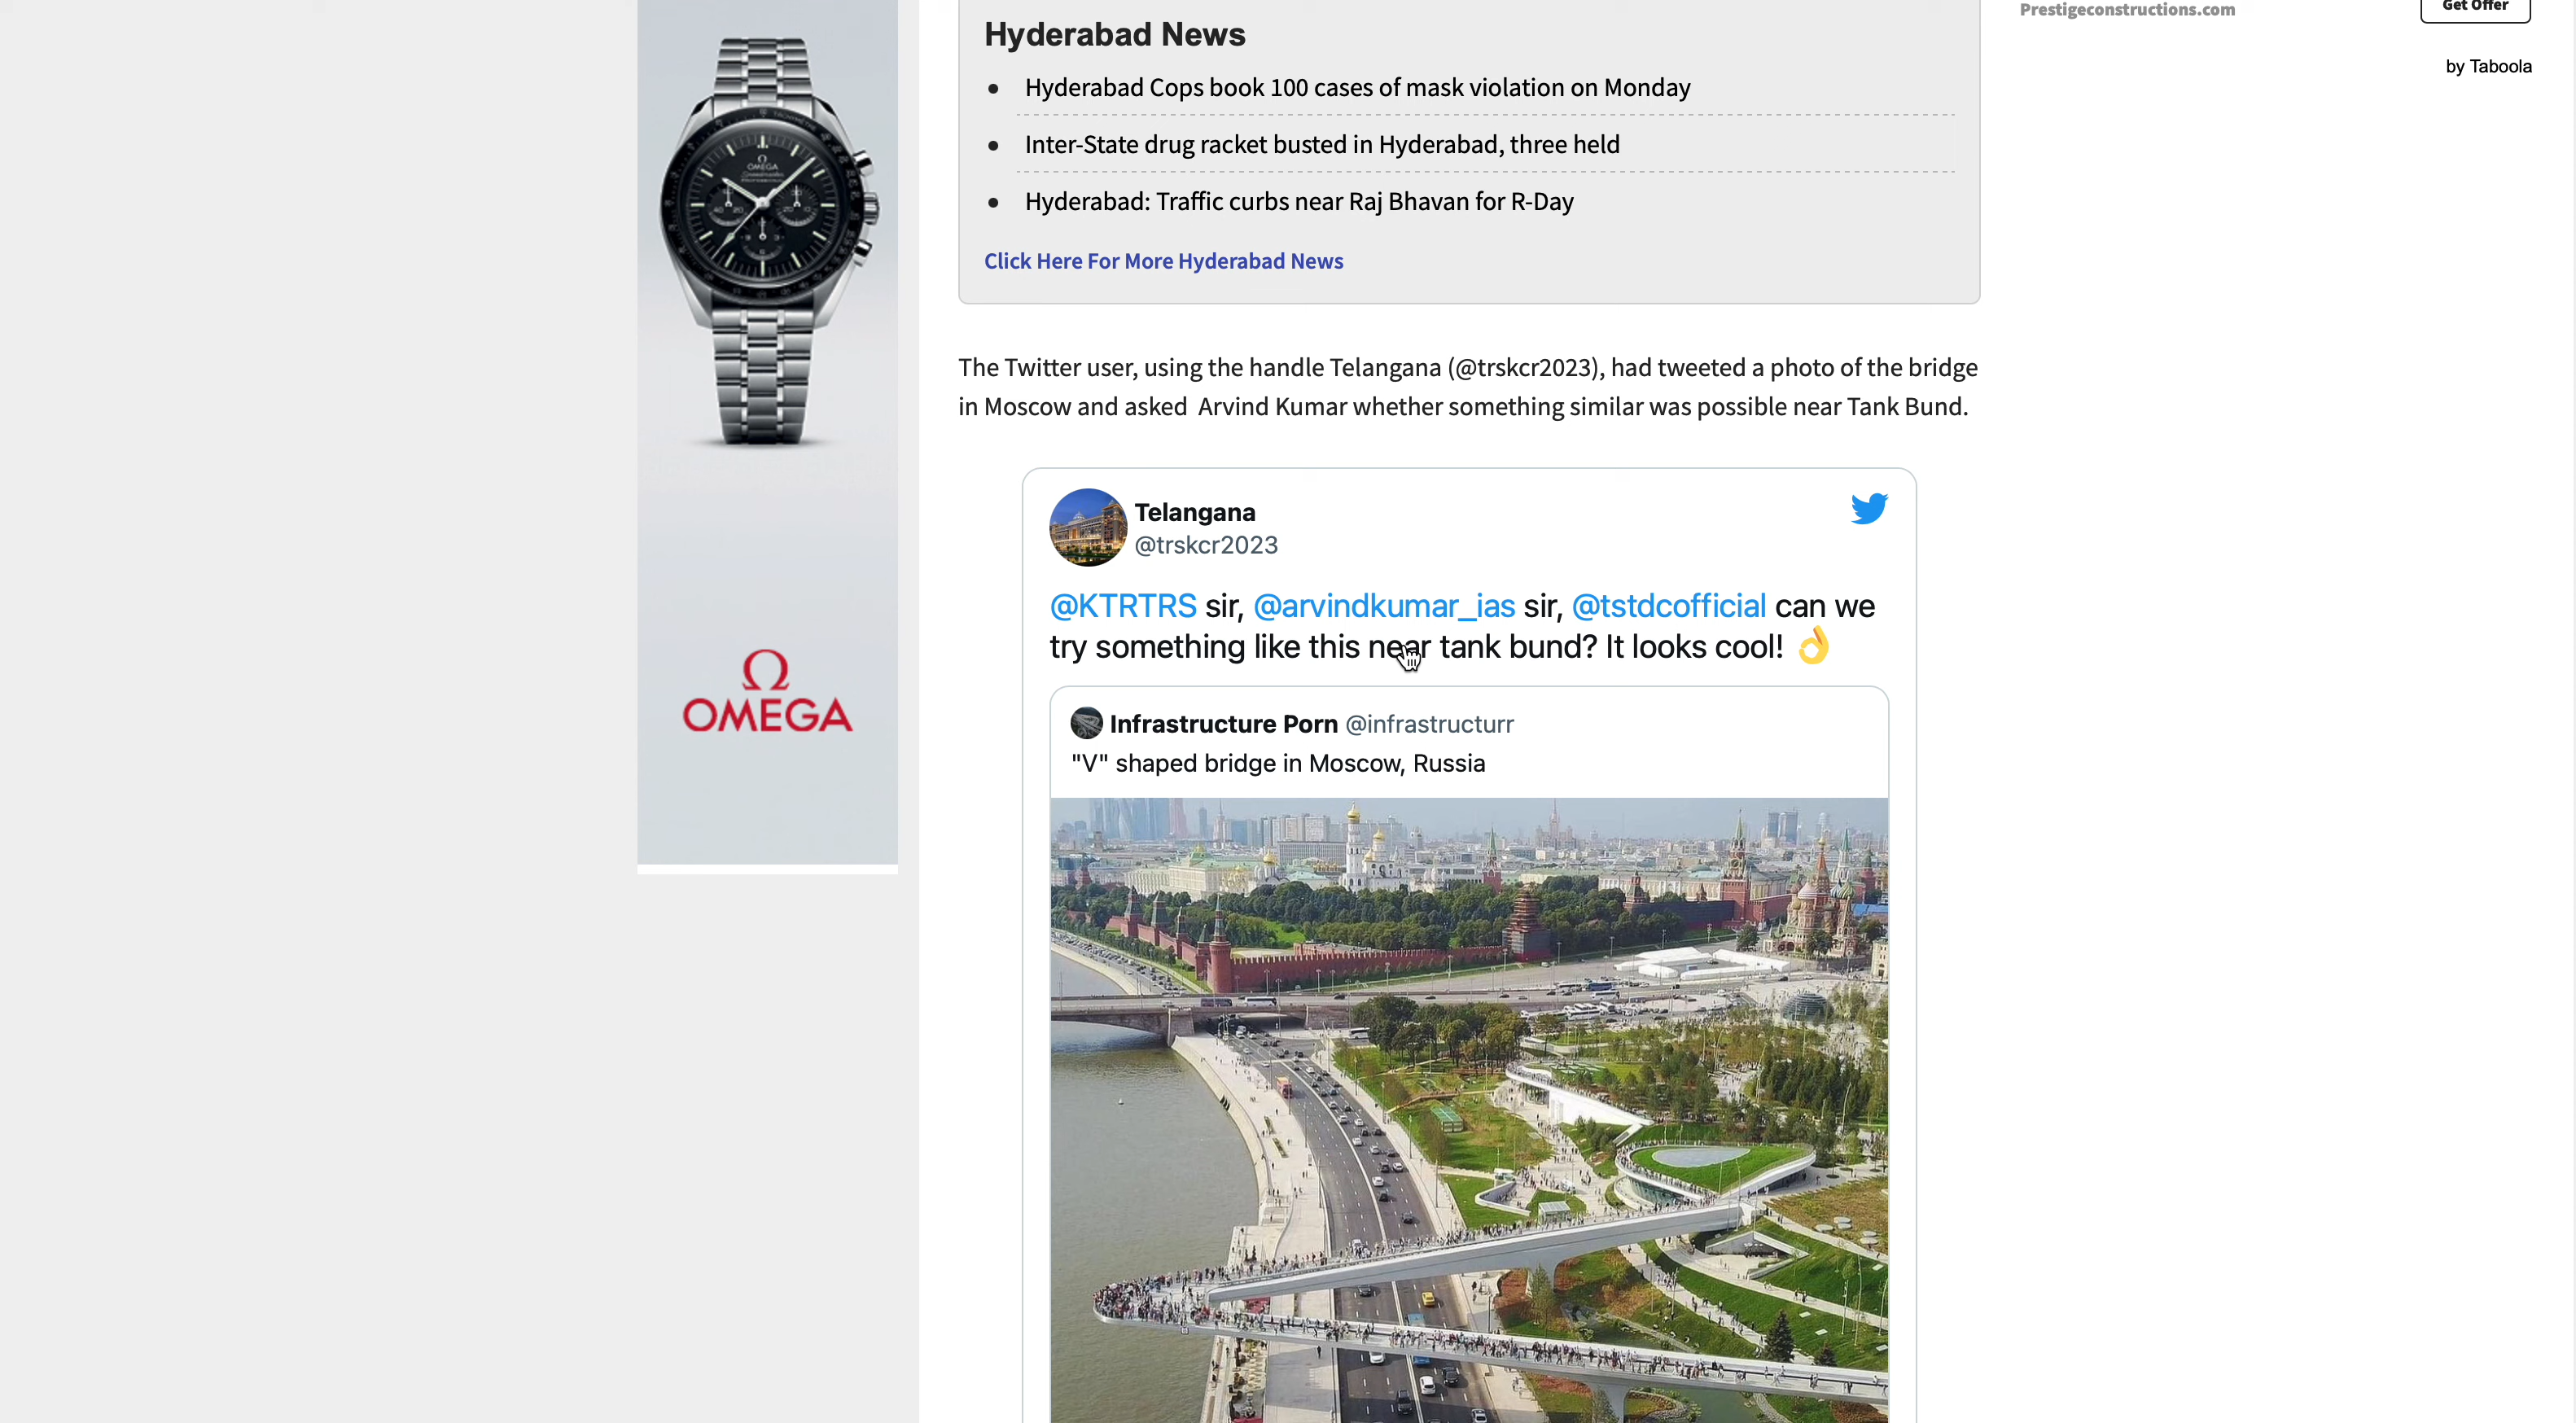 Prestigeconstructions.com
Get Offer
by Taboola
Hyderabad News
Hyderabad Cops book 100 cases of mask violation on Monday
Inter-State drug racket busted in Hyderabad, three held
Hyderabad: Traffic curbs near Raj Bhavan for R-Day
Click Here For More Hyderabad News
OMEGA
Speedmaster
Ω
OMEGA
The Twitter user, using the handle Telangana (@trskcr2023), had tweeted a photo of the bridge
in Moscow and asked Arvind Kumar whether something similar was possible near Tank Bund.
Telangana
@trskcr2023
@KTRTRS sir, @arvindkumar_ias sir, @tstdcofficial can we
try something like this near tank bund? It looks cool! 👌
Infrastructure Porn @infrastructurr
"V" shaped bridge in Moscow, Russia